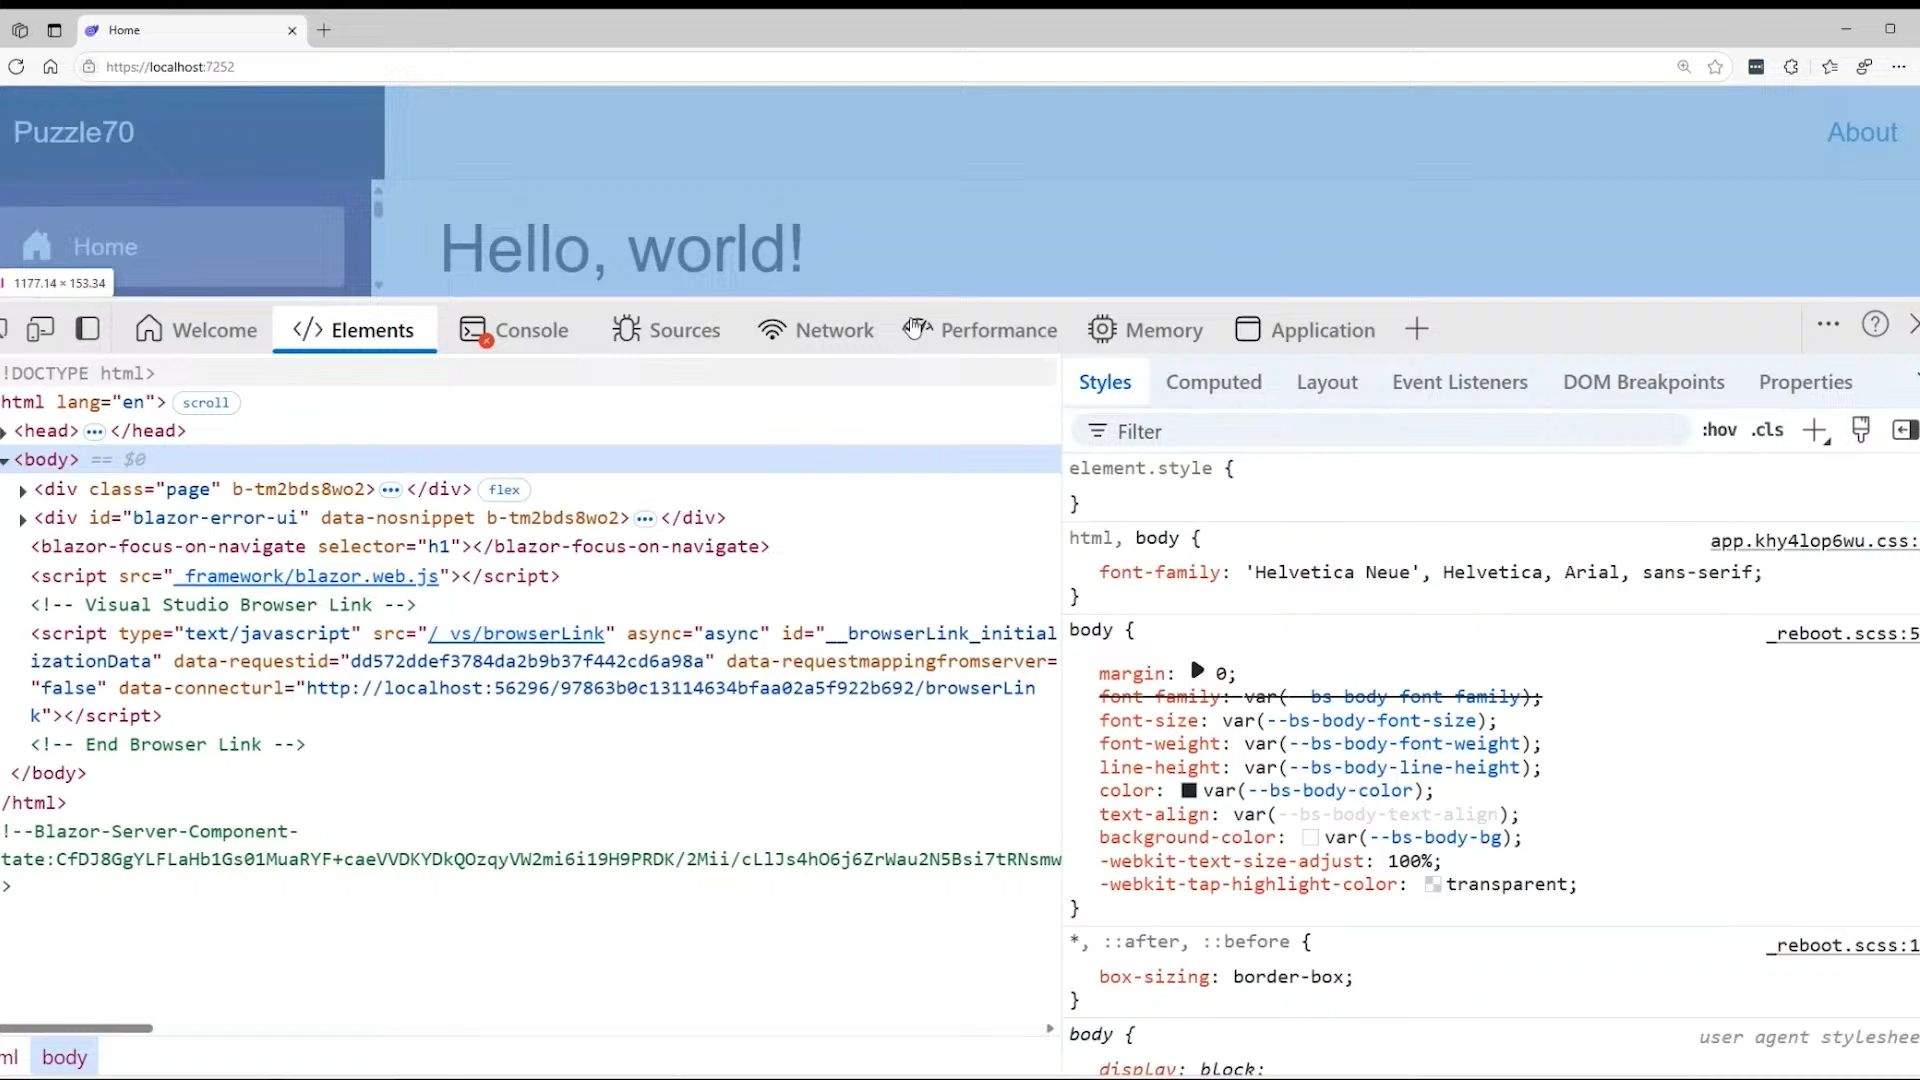 Home
https://localhost:7252
Puzzle70
About
Home
Hello, world!
1177.14 × 153.34
Welcome
Elements
Console
Sources
Network
Performance
Memory
Application
!DOCTYPE html>
html lang="en"> scroll
<head> ••• </head>
<body> == $0
<div class="page" b-tm2bds8wo2> ••• </div> flex
<div id="blazor-error-ui" data-nosnippet b-tm2bds8wo2> ••• </div>
<blazor-focus-on-navigate selector="h1"></blazor-focus-on-navigate>
<script src="_framework/blazor.web.js"></script>
<!-- Visual Studio Browser Link -->
<script type="text/javascript" src="/_vs/browserLink" async="async" id="__browserLink_initial
izationData" data-requestid="dd572ddef3784da2b9b37f442cd6a98a" data-requestmappingfromserver=
"false" data-connecturl="http://localhost:56296/97863b0c13114634bfaa02a5f922b692/browserLin
k"></script>
<!-- End Browser Link -->
</body>
/html>
!--Blazor-Server-Component-
tate:CfDJ8GgYLFLaHb1Gs01MuaRYF+caeVVDKYDkQOzqyVW2mi6i19H9PRDK/2Mii/cLlJs4hO6j6ZrWau2N5Bsi7tRNsmw
>
ml body
Styles
Computed
Layout
Event Listeners
DOM Breakpoints
Properties
Filter
:hov .cls
element.style {
}
html, body {
app.khy4lop6wu.css:
font-family: 'Helvetica Neue', Helvetica, Arial, sans-serif;
}
body {
_reboot.scss:5
margin: 0;
font-family: var(--bs-body-font-family);
font-size: var(--bs-body-font-size);
font-weight: var(--bs-body-font-weight);
line-height: var(--bs-body-line-height);
color: var(--bs-body-color);
text-align: var(--bs-body-text-align);
background-color: var(--bs-body-bg);
-webkit-text-size-adjust: 100%;
-webkit-tap-highlight-color: transparent;
}
*, ::after, ::before {
_reboot.scss:1
box-sizing: border-box;
}
body {
user agent styleshee
display: block;